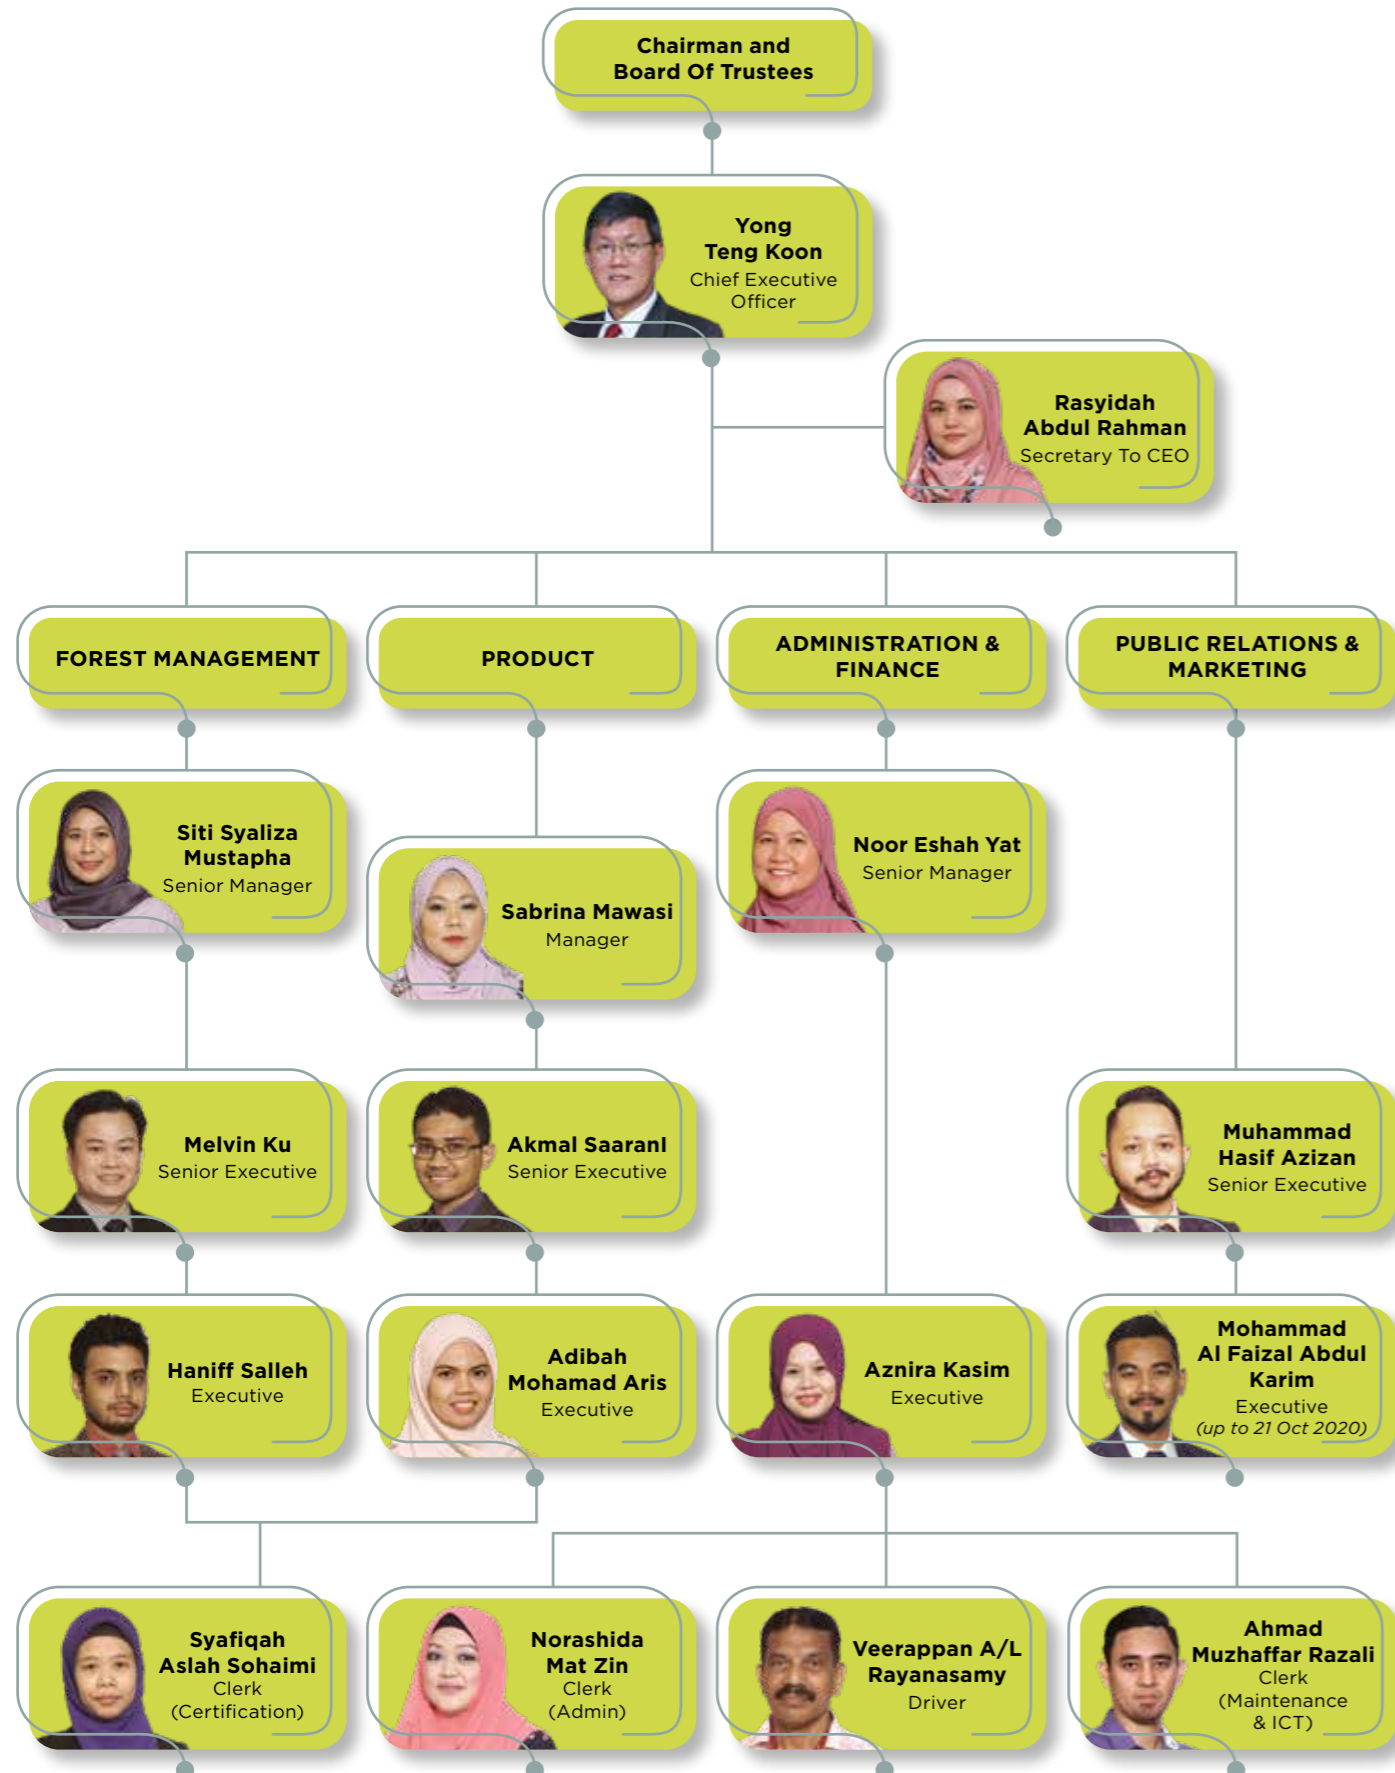 Chairman and
Board Of Trustees
Yong
Teng Koon
Chief Executive
Officer
Rasyidah
Abdul Rahman
Secretary To CEO
FOREST MANAGEMENT
PRODUCT
ADMINISTRATION &
FINANCE
PUBLIC RELATIONS &
MARKETING
Siti Syaliza
Mustapha
Senior Manager
Sabrina Mawasi
Manager
Noor Eshah Yat
Senior Manager
Melvin Ku
Senior Executive
Akmal SaaranI
Senior Executive
Muhammad
Hasif Azizan
Senior Executive
Haniff Salleh
Executive
Adibah
Mohamad Aris
Executive
Aznira Kasim
Executive
Mohammad
Al Faizal Abdul
Karim
Executive
(up to 21 Oct 2020)
Syafiqah
Aslah Sohaimi
Clerk
(Certification)
Norashida
Mat Zin
Clerk
(Admin)
Veerappan A/L
Rayanasamy
Driver
Ahmad
Muzhaffar Razali
Clerk
(Maintenance
& ICT)